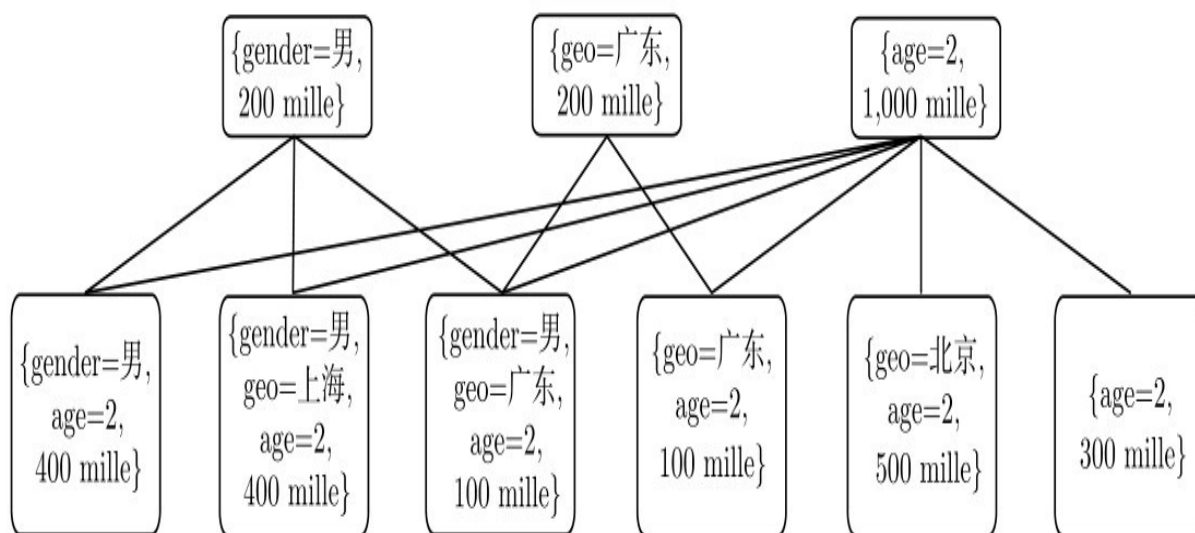 {gender=男,
200 mille}
{geo=广东,
200 mille}
{age=2,
1,000 mille}
{gender=男,
age=2,
400 mille}
{gender=男,
geo=上海,
age=2,
400 mille}
{gender=男,
geo=广东,
age=2,
100 mille}
{geo=广东,
age=2,
100 mille}
{geo=北京,
age=2,
500 mille}
{age=2,
300 mille}